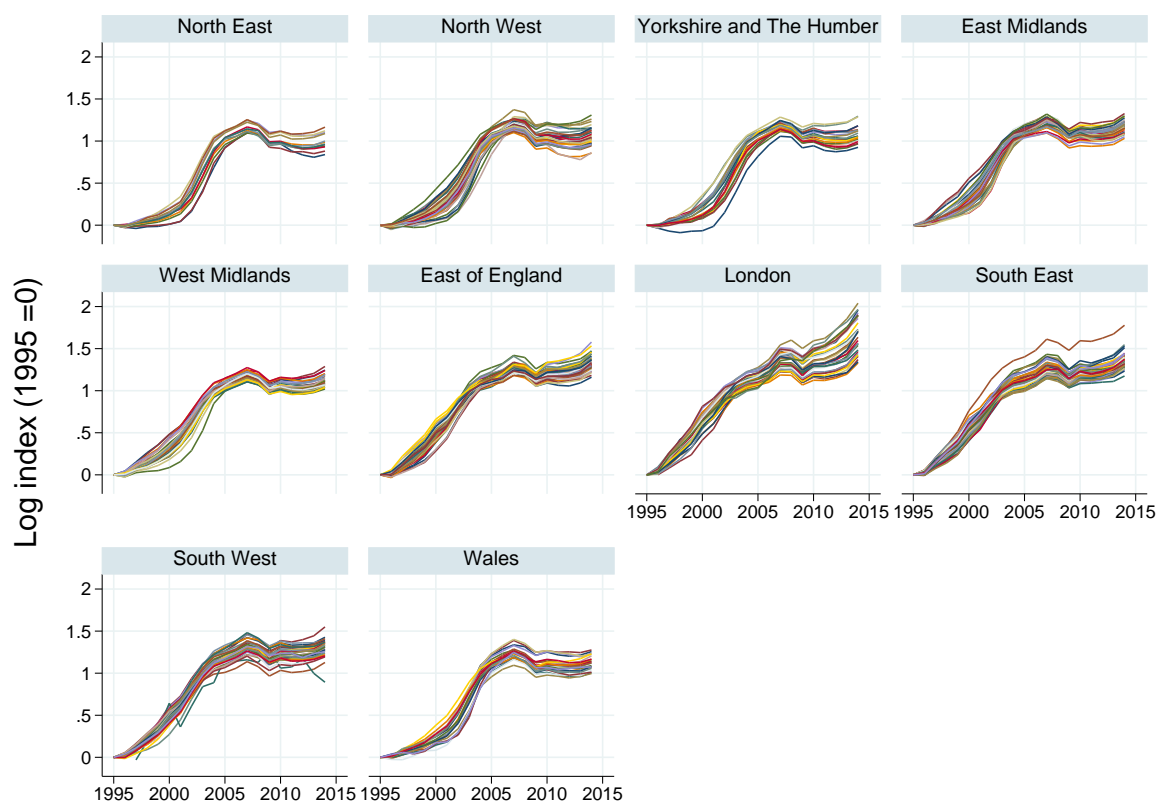 North East
North West
Yorkshire and The Humber
East Midlands
2
1.5
1
.5
0
West Midlands
East of England
London
South East
2
1.5
1
.5
0
1995 2000 2005 2010 2015
1995 2000 2005 2010 2015
South West
Wales
2
1.5
1
.5
0
1995 2000 2005 2010 2015
1995 2000 2005 2010 2015
Log index (1995 =0)